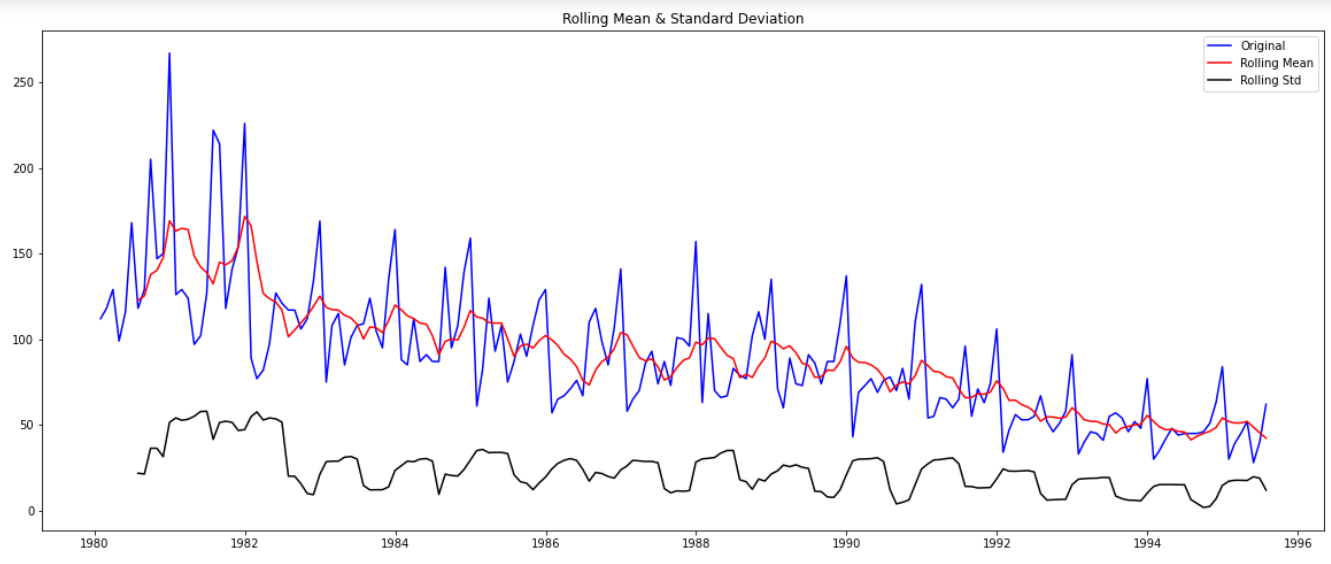 Rolling Mean & Standard Deviation
Original
Rolling Mean
Rolling Std
250
200
150
100
50
0
1980 1982 1984 1986 1988 1990 1992 1994 1996